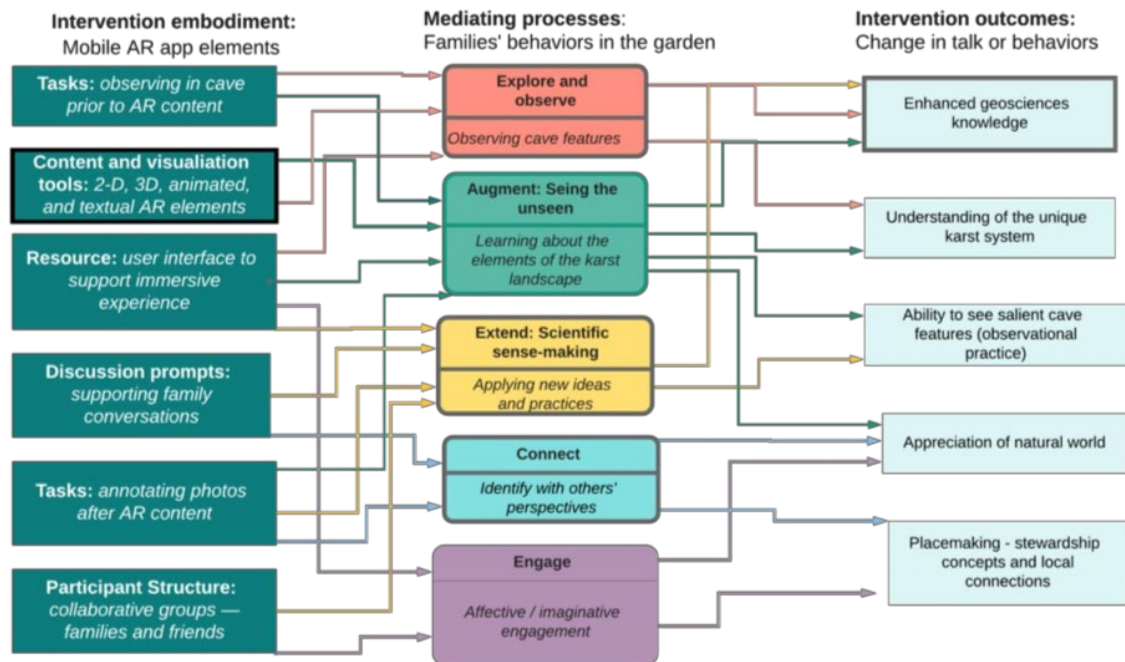 Intervention embodiment:
Mobile AR app elements
Tasks: observing in cave
prior to AR content
Content and visualiation
tools: 2-D, 3D, animated,
and textual AR elements
Resource: user interface to
support immersive
experience
Discussion prompts:
supporting family
conversations
Tasks: annotating photos
after AR content
Participant Structure:
collaborative groups —
families and friends
Mediating processes:
Families' behaviors in the garden
Explore and
observe
Observing cave features
Augment: Seing the
unseen
Learning about the
elements of the karst
landscape
Extend: Scientific
sense-making
Applying new ideas
and practices
Connect
Identify with others'
perspectives
Engage
Affective / imaginative
engagement
Intervention outcomes:
Change in talk or behaviors
Enhanced geosciences
knowledge
Understanding of the unique
karst system
Ability to see salient cave
features (observational
practice)
Appreciation of natural world
Placemaking - stewardship
concepts and local
connections